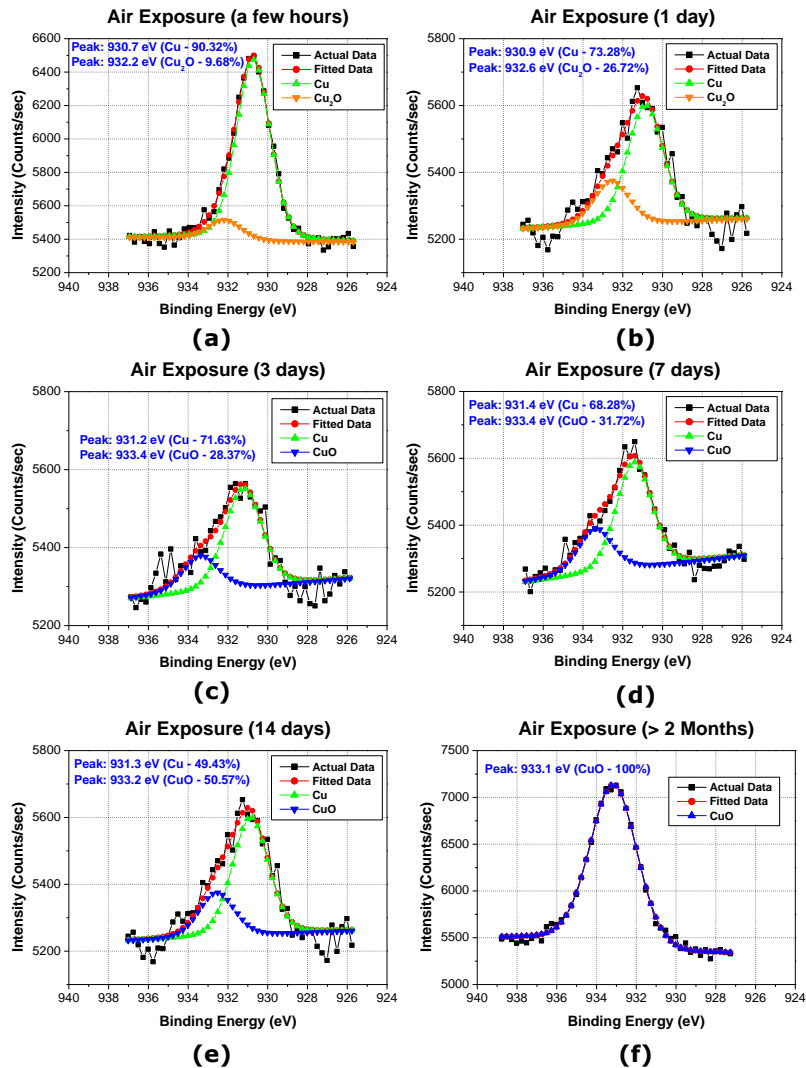 Air Exposure (a few hours)
Peak: 930.7 eV (Cu - 90.32%)
Peak: 932.2 eV (Cu₂O - 9.68%)
Actual Data
Fitted Data
Cu
Cu₂O
6600
6400
6200
6000
5800
5600
5400
5200
Intensity (Counts/sec)
940 938 936 934 932 930 928 926 924
Binding Energy (eV)
(a)
Air Exposure (1 day)
Peak: 930.9 eV (Cu - 73.28%)
Peak: 932.6 eV (Cu₂O - 26.72%)
Actual Data
Fitted Data
Cu
Cu₂O
5800
5600
5400
5200
Intensity (Counts/sec)
940 938 936 934 932 930 928 926 924
Binding Energy (eV)
(b)
Air Exposure (3 days)
Peak: 931.2 eV (Cu - 71.63%)
Peak: 933.4 eV (CuO - 28.37%)
Actual Data
Fitted Data
Cu
CuO
5800
5600
5400
5200
Intensity (Counts/sec)
940 938 936 934 932 930 928 926 924
Binding Energy (eV)
(c)
Air Exposure (7 days)
Peak: 931.4 eV (Cu - 68.28%)
Peak: 933.4 eV (CuO - 31.72%)
Actual Data
Fitted Data
Cu
CuO
5800
5600
5400
5200
Intensity (Counts/sec)
940 938 936 934 932 930 928 926 924
Binding Energy (eV)
(d)
Air Exposure (14 days)
Peak: 931.3 eV (Cu - 49.43%)
Peak: 933.2 eV (CuO - 50.57%)
Actual Data
Fitted Data
Cu
CuO
5800
5600
5400
5200
Intensity (Counts/sec)
940 938 936 934 932 930 928 926 924
Binding Energy (eV)
(e)
Air Exposure (> 2 Months)
Peak: 933.1 eV (CuO - 100%)
Actual Data
Fitted Data
CuO
7500
7000
6500
6000
5500
5000
Intensity (Counts/sec)
940 938 936 934 932 930 928 926 924
Binding Energy (eV)
(f)